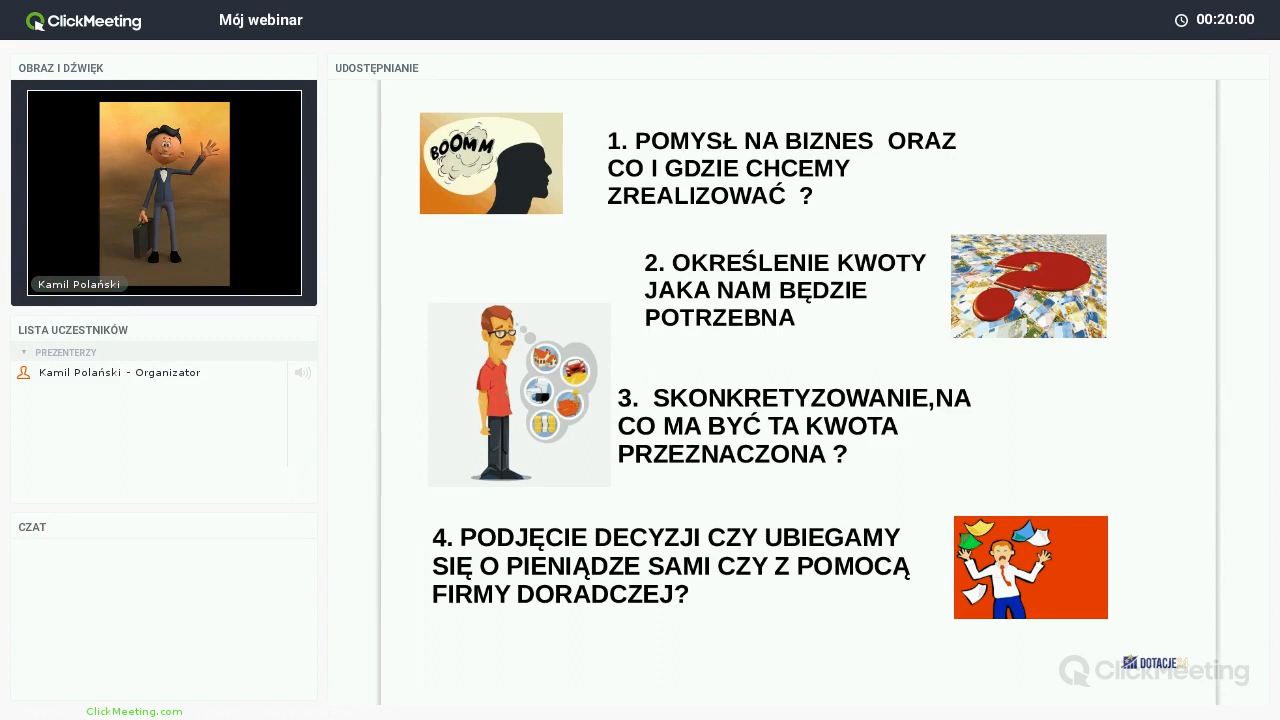 ClickMeeting
Mój webinar
00:20:00
OBRAZ I DŹWIĘK
Kamil Polański
LISTA UCZESTNIKÓW
PREZENTERZY
Kamil Polański - Organizator
CZAT
ClickMeeting.com
UDOSTĘPNIANIE
BOOMM
1. POMYSŁ NA BIZNES ORAZ
CO I GDZIE CHCEMY
ZREALIZOWAĆ ?
2. OKREŚLENIE KWOTY
JAKA NAM BĘDZIE
POTRZEBNA
3. SKONKRETYZOWANIE,NA
CO MA BYĆ TA KWOTA
PRZEZNACZONA ?
4. PODJĘCIE DECYZJI CZY UBIEGAMY
SIĘ O PIENIĄDZE SAMI CZY Z POMOCĄ
FIRMY DORADCZEJ?
DOTACJE
ClickMeeting